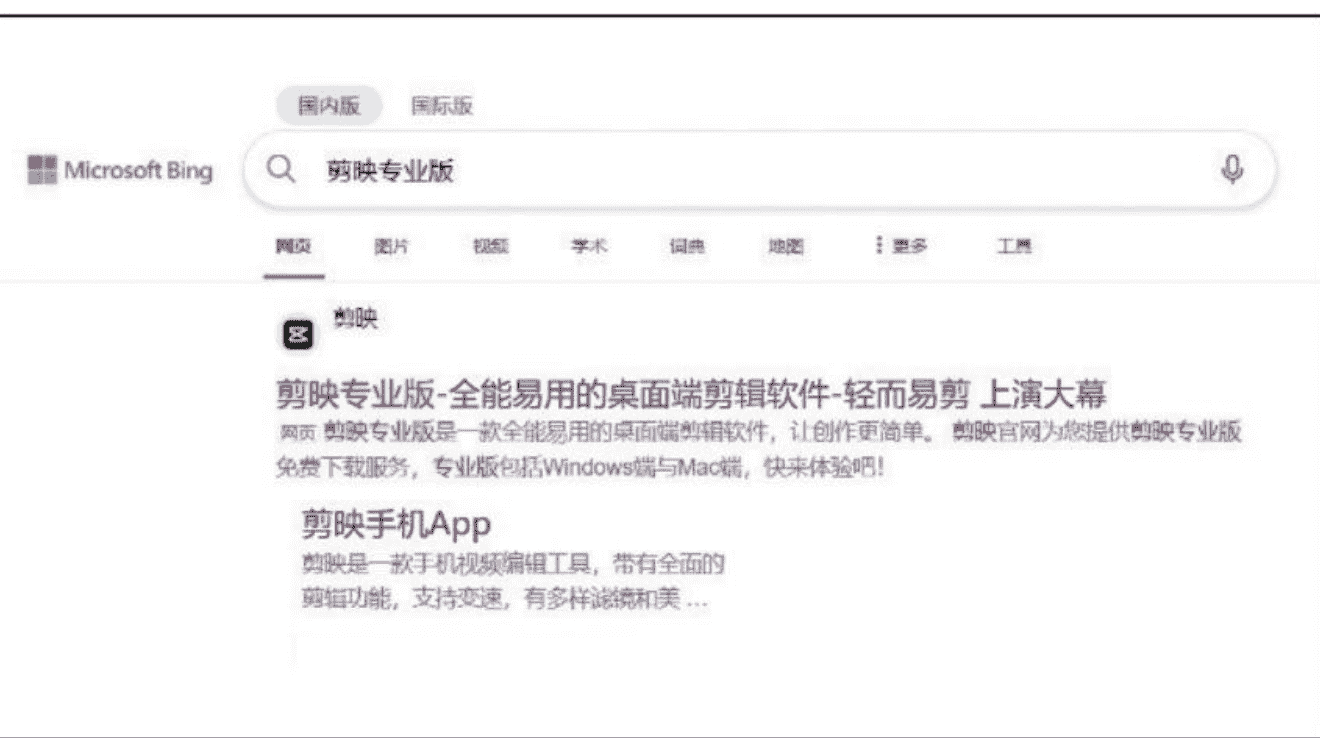 国内版 国际版
Microsoft Bing 剪映专业版
网页 图片 视频 学术 词典 地图 更多 工具
剪映
剪映专业版-全能易用的桌面端剪辑软件-轻而易剪 上演大幕
网页 剪映专业版是一款全能易用的桌面端剪辑软件，让创作更简单。 剪映官网为您提供剪映专业版
免费下载服务，专业版包括Windows端与Mac端，快来体验吧！
剪映手机App
剪映是一款手机视频编辑工具，带有全面的
剪辑功能，支持变速，有多样滤镜和美 ...